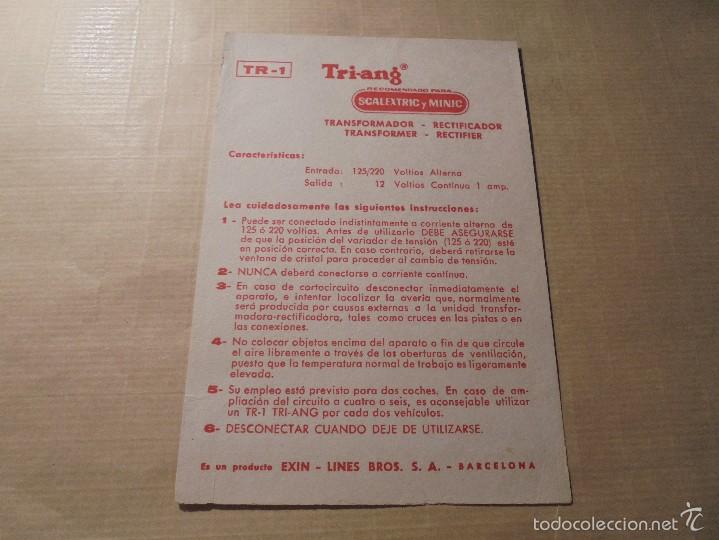 TR-1
Tri-ang®
RECOMENDADO PARA
SCALEXTRIC y MINIC
TRANSFORMADOR - RECTIFICADOR
TRANSFORMER - RECTIFIER
Características:
Entrada: 125/220 Voltios Alterna
Salida : 12 Voltios Continua 1 amp.
Lea cuidadosamente las siguientes instrucciones:
1 - Puede ser conectado indistintamente a corriente alterna de
125 ó 220 voltios. Antes de utilizarlo DEBE ASEGURARSE
de que la posición del variador de tensión (125 ó 220) esté
en posición correcta. En caso contrario, deberá retirarse la
ventana de cristal para proceder al cambio de tensión.
2- NUNCA deberá conectarse a corriente continua.
3- En caso de cortocircuito desconectar inmediatamente el
aparato, e intentar localizar la avería que, normalmente
será producida por causas externas a la unidad transfor-
madora-rectificadora, tales como cruces en las pistas o en
las conexiones.
4- No colocar objetos encima del aparato a fin de que circule
el aire libremente a través de las aberturas de ventilación,
puesto que la temperatura normal de trabajo es ligeramente
elevada.
5- Su empleo está previsto para dos coches. En caso de am-
pliación del circuito a cuatro o seis, es aconsejable utilizar
un TR-1 TRI-ANG por cada dos vehículos.
6- DESCONECTAR CUANDO DEJE DE UTILIZARSE.
Es un producto EXIN - LINES BROS. S. A. - BARCELONA
todocoleccion.net